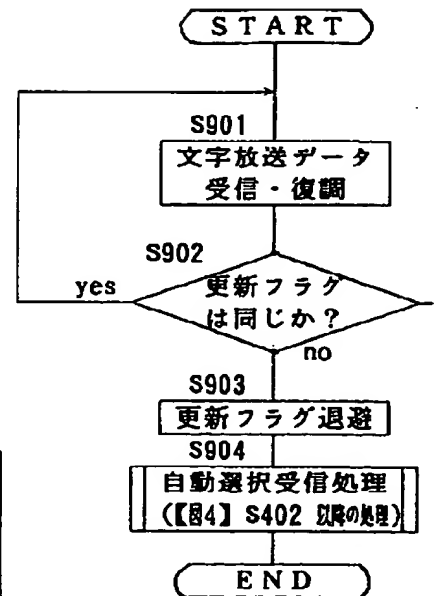 START
S901
文字放送データ
受信・復調
S902
yes
更新フラグ
は同じか？
no
S903
更新フラグ退避
S904
自動選択受信処理
(【図4】 S402 以降の処理)
END